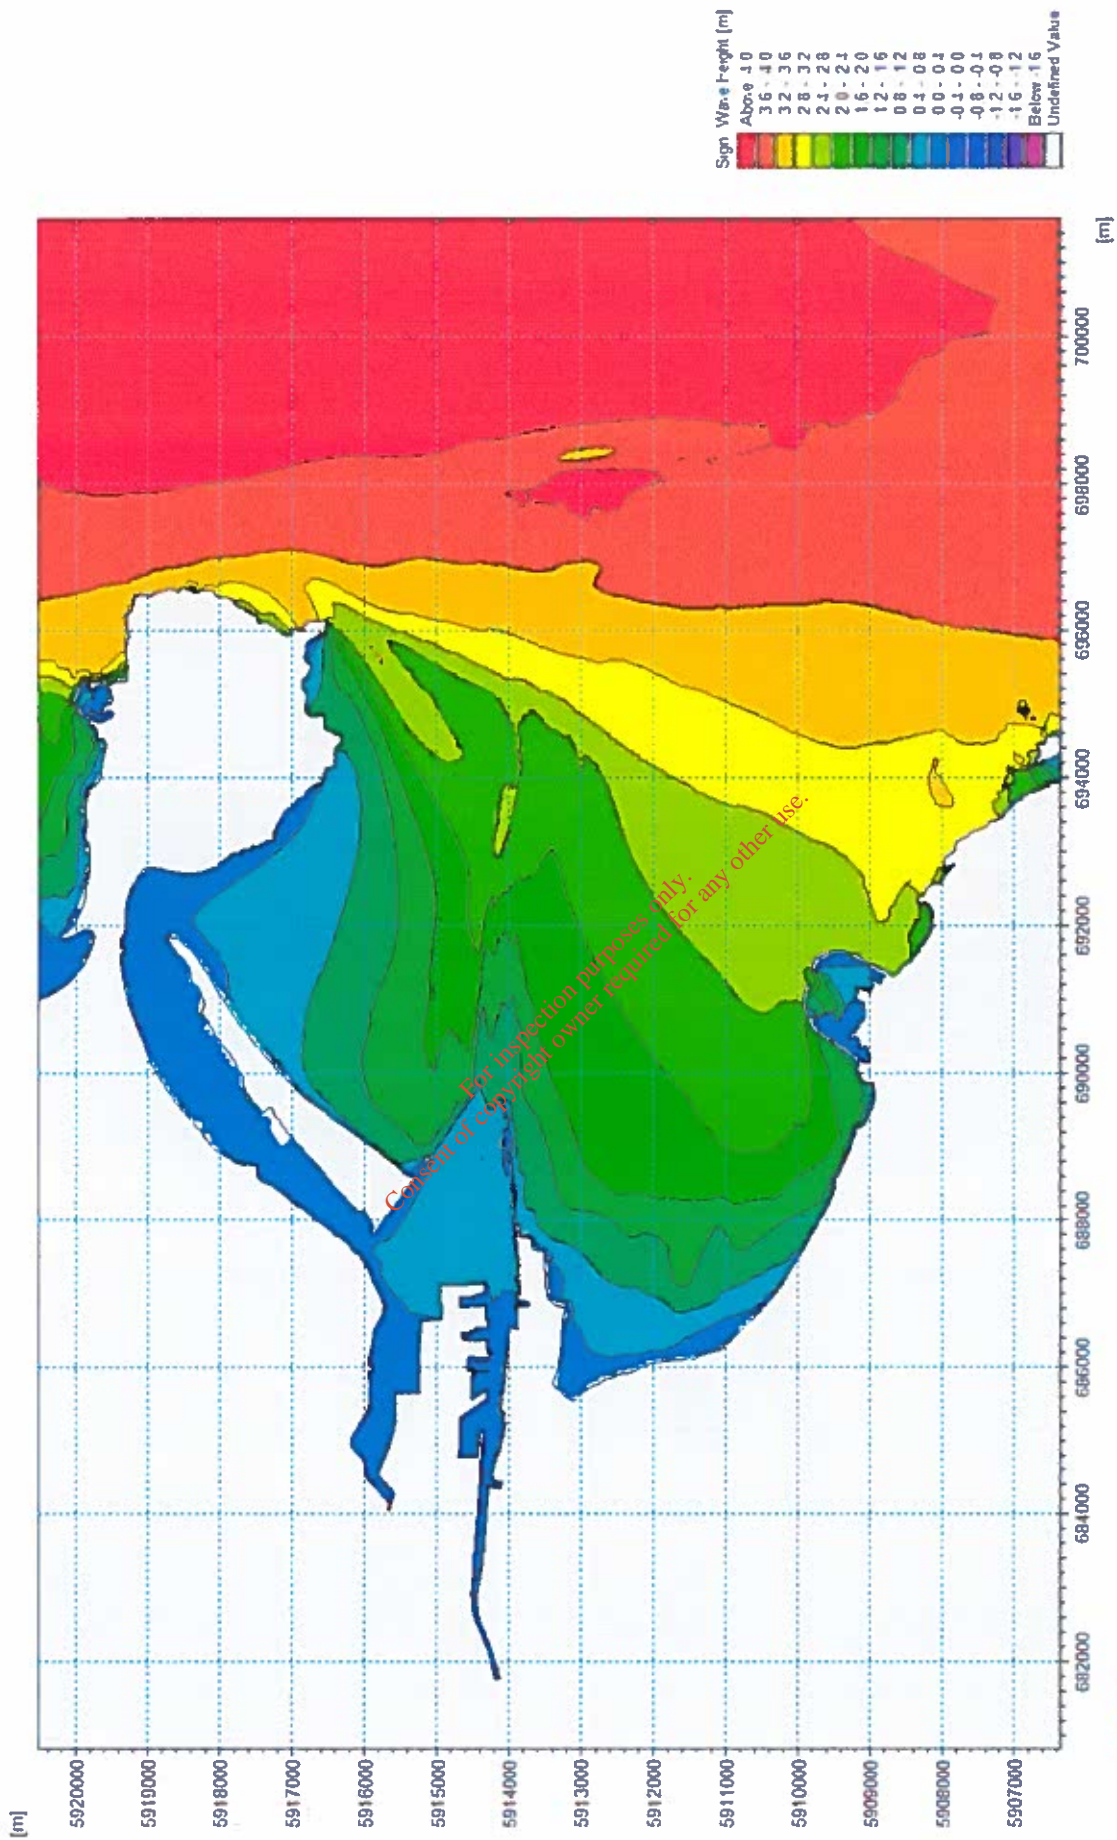 Sign Wave Height [m]
Above 4.0
3.6 - 4.0
3.2 - 3.6
2.8 - 3.2
2.4 - 2.8
2.0 - 2.4
1.6 - 2.0
1.2 - 1.6
0.8 - 1.2
0.4 - 0.8
0.0 - 0.4
-0.4 - 0.0
-0.8 - -0.4
-1.2 - -0.8
-1.6 - -1.2
Below -1.6
Undefined Value
[m]
5920000
5919000
5918000
5917000
5916000
5915000
5914000
5913000
5912000
5911000
5910000
5909000
5908000
5907000
682000
684000
686000
688000
690000
692000
694000
696000
698000
700000
[m]
For inspection purposes only.
Consent of copyright owner required for any other use.